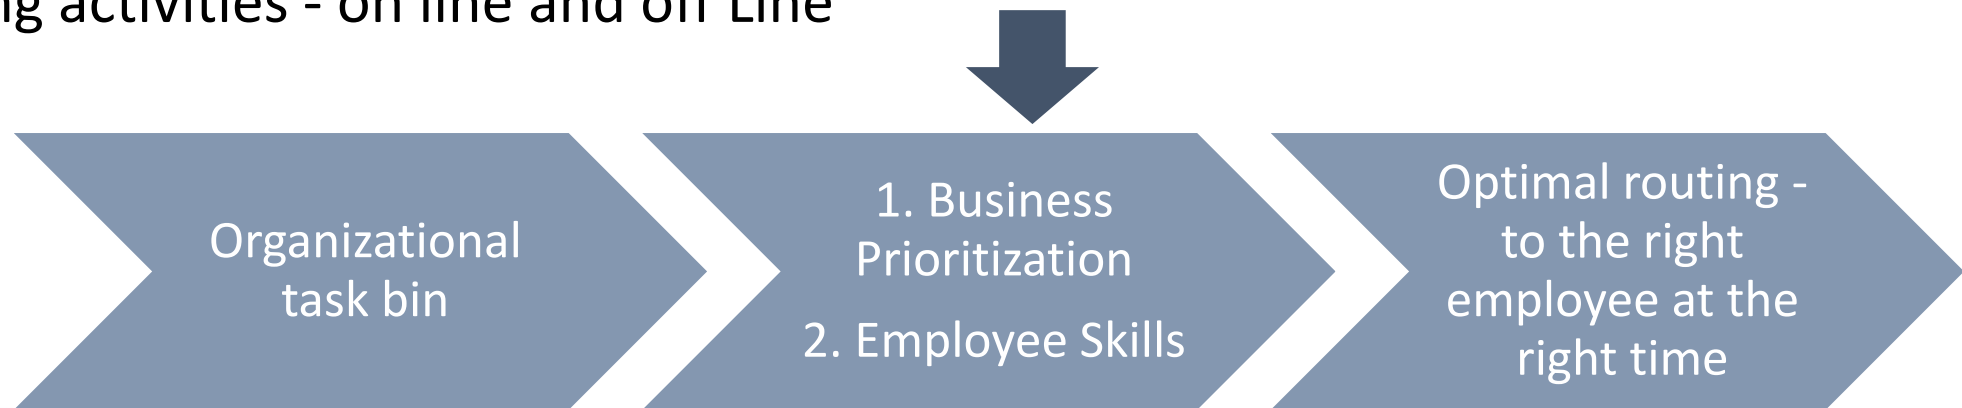 activities - on line and off Line
Organizational
task bin
1. Business
Prioritization
2. Employee Skills
Optimal routing -
to the right
employee at the
right time